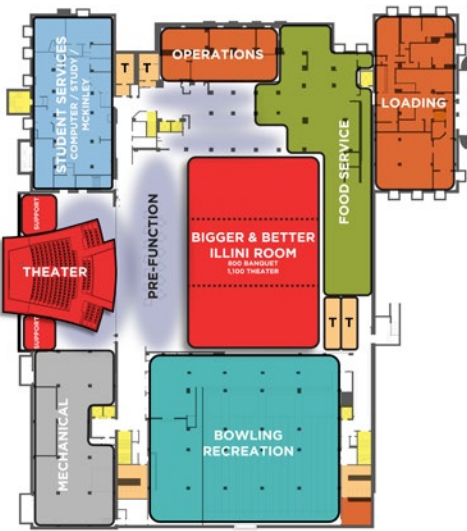 STUDENT SERVICES
COMPUTER / STUDY /
MCKINLEY
T T
OPERATIONS
LOADING
FOOD SERVICE
SUPPORT
THEATER
SUPPORT
PRE-FUNCTION
BIGGER & BETTER
ILLINI ROOM
800 BANQUET
1,100 THEATER
T T
MECHANICAL
BOWLING
RECREATION